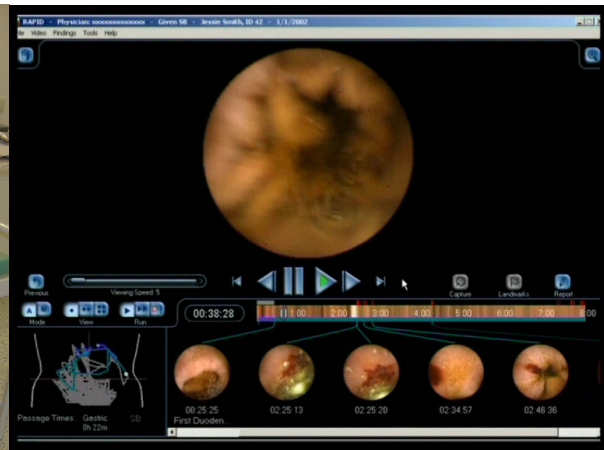 RAPID - Physician: xxxxxxxxxxxxx - Given SB - Jessie Smith, ID 42 - 1/1/2002
ile Video Findings Tools Help
Previous
Viewing Speed: 5
Capture
Landmarks
Report
Mode
View
Run
00:38:28
1:00 2:00 3:00 4:00 5:00 6:00 7:00 8:00
Passage Times:
Gastric
0h 22m
SB
00:25:25
First Duoden...
02:25:13
02:25:20
02:34:57
02:46:36